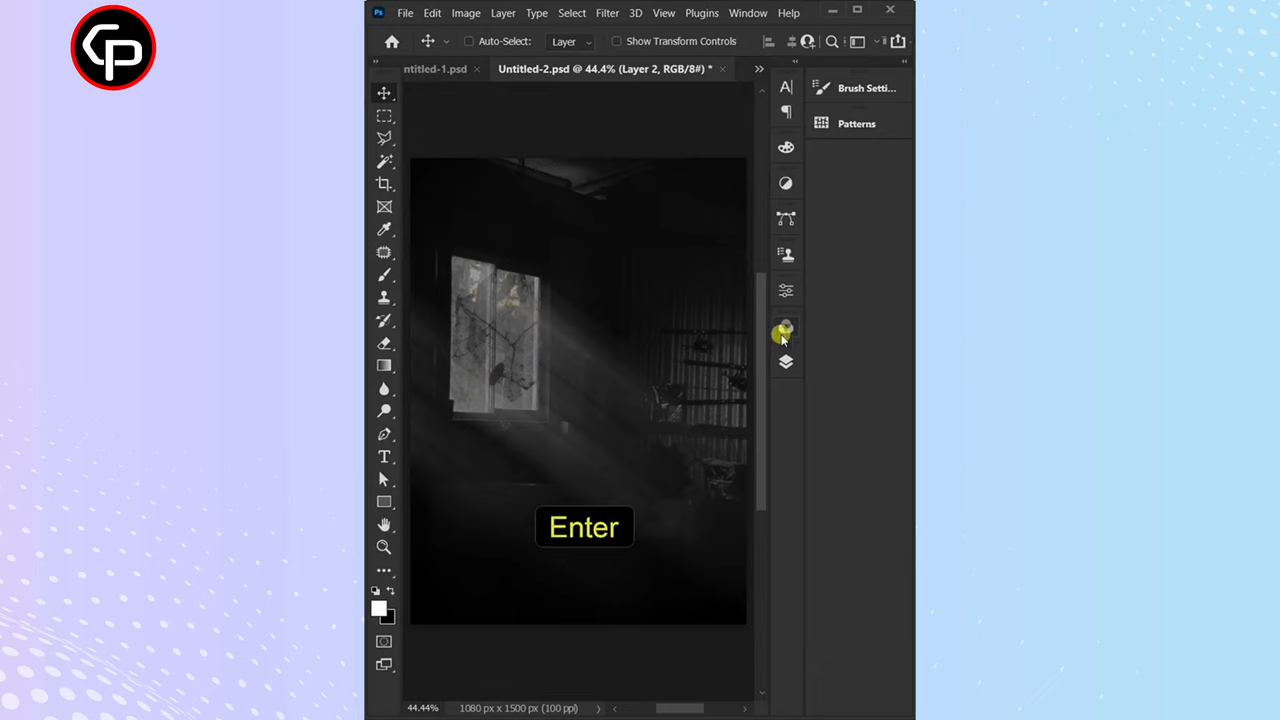 CP
Ps File Edit Image Layer Type Select Filter 3D View Plugins Window Help
Auto-Select: Layer Show Transform Controls
ntitled-1.psd × Untitled-2.psd @ 44.4% (Layer 2, RGB/8#) * ×
Brush Setti...
Patterns
Enter
44.44% 1080 px x 1500 px (100 ppi)